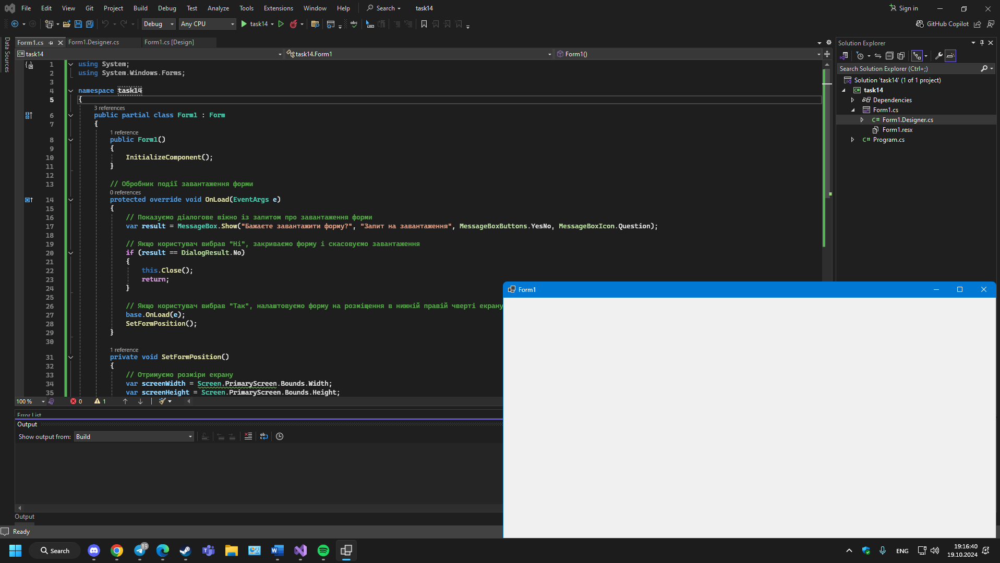 File Edit View Git Project Build Debug Test Analyze Tools Extensions Window Help Search task14 Sign in
Debug Any CPU task14 GitHub Copilot
Data Sources
Form1.cs Form1.Designer.cs Form1.cs [Design]
task14 task14.Form1 Form1()
1 using System;
2 using System.Windows.Forms;
3
4 namespace task14
5 {
3 references
6 public partial class Form1 : Form
7 {
1 reference
8 public Form1()
9 {
10 InitializeComponent();
11 }
12
13 // Обробник події завантаження форми
0 references
14 protected override void OnLoad(EventArgs e)
15 {
16 // Показуємо діалогове вікно із запитом про завантаження форми
17 var result = MessageBox.Show("Бажаєте завантажити форму?", "Запит на завантаження", MessageBoxButtons.YesNo, MessageBoxIcon.Question);
18
19 // Якщо користувач вибрав "Ні", закриваємо форму і скасовуємо завантаження
20 if (result == DialogResult.No)
21 {
22 this.Close();
23 return;
24 }
25
26 // Якщо користувач вибрав "Так", налаштовуємо форму на розміщення в нижній правій чверті екрану
27 base.OnLoad(e);
28 SetFormPosition();
29 }
30
1 reference
31 private void SetFormPosition()
32 {
33 // Отримуємо розміри екрану
34 var screenWidth = Screen.PrimaryScreen.Bounds.Width;
35 var screenHeight = Screen.PrimaryScreen.Bounds.Height;
100 % 0 1
Error List
Output
Show output from: Build
Output
Ready
Solution Explorer
Search Solution Explorer (Ctrl+;)
Solution 'task14' (1 of 1 project)
C# task14
Dependencies
Form1.cs
C# Form1.Designer.cs
Form1.resx
C# Program.cs
Form1
Search 89 ENG 19:16:40
19.10.2024